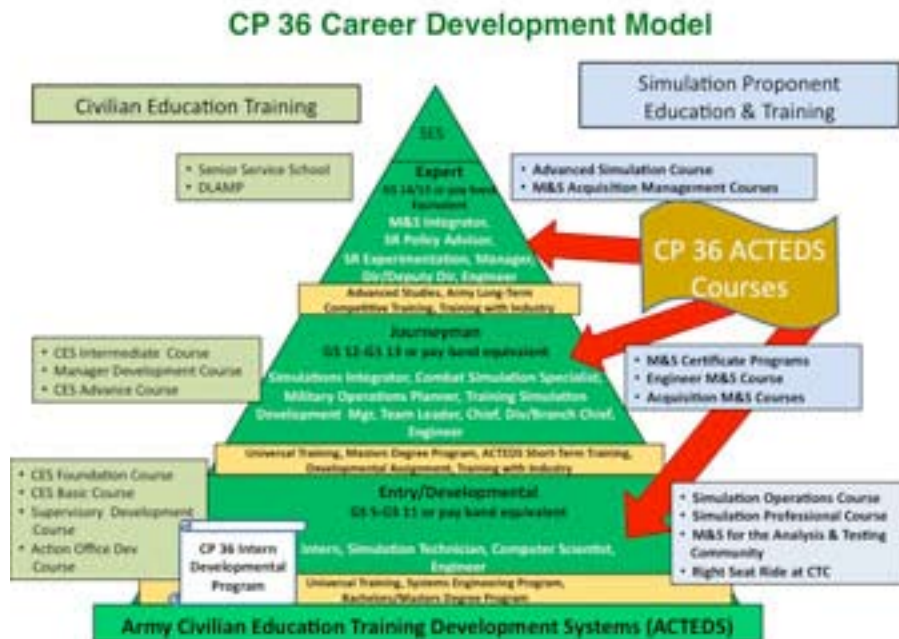 CP 36 Career Development Model
Civilian Education Training
Simulation Proponent
Education & Training
SES
• Senior Service School
• DLAMP
Expert
GS 14/15 or pay band
Equivalent
M&S Integrator,
SR Policy Advisor,
SR Experimentation, Manager,
Dir/Deputy Dir, Engineer
• Advanced Simulation Course
• M&S Acquisition Management Courses
CP 36 ACTEDS
Courses
Advanced Studies, Army Long-Term
Competitive Training, Training with Industry
Journeyman
GS 12-GS 13 or pay band equivalent
Simulations Integrator, Combat Simulation Specialist,
Military Operations Planner, Training Simulation
Development Mgr, Team Leader, Chief, Div/Branch Chief,
Engineer
• CES Intermediate Course
• Manager Development Course
• CES Advance Course
• M&S Certificate Programs
• Engineer M&S Course
• Acquisition M&S Courses
Universal Training, Masters Degree Program, ACTEDS Short-Term Training,
Developmental Assignment, Training with Industry
• CES Foundation Course
• CES Basic Course
• Supervisory Development
Course
• Action Office Dev
Course
Entry/Developmental
GS 5-GS 11 or pay band equivalent
Intern, Simulation Technician, Computer Scientist,
Engineer
CP 36 Intern
Developmental
Program
• Simulation Operations Course
• Simulation Professional Course
• M&S for the Analysis & Testing
Community
• Right Seat Ride at CTC
Universal Training, Systems Engineering Program,
Bachelors/Masters Degree Program
Army Civilian Education Training Development Systems (ACTEDS)